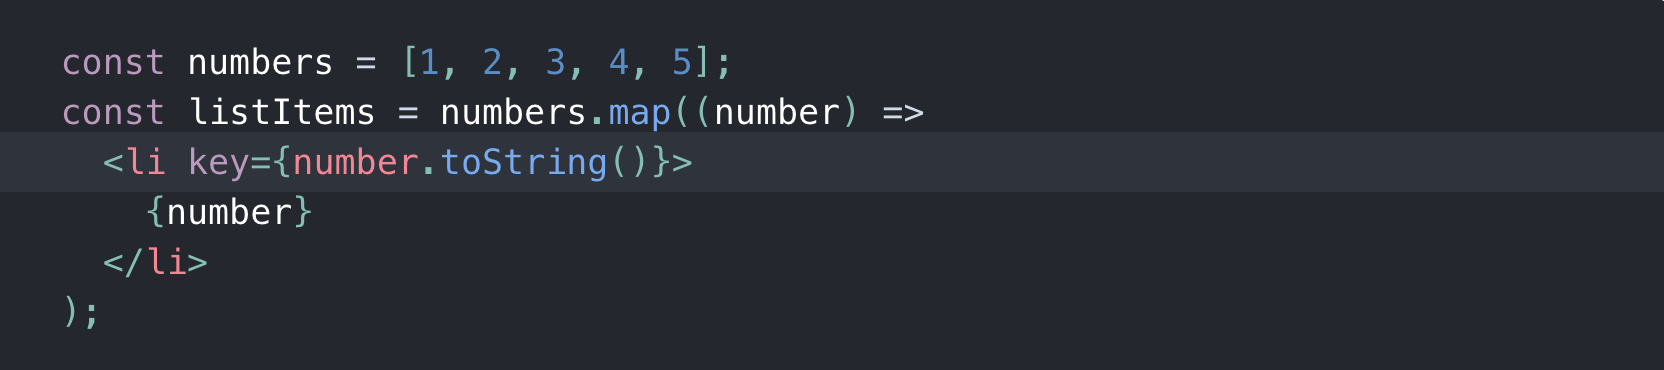 const numbers = [1, 2, 3, 4, 5];
const listItems = numbers.map((number) =>
  <li key={number.toString()}>
    {number}
  </li>
);